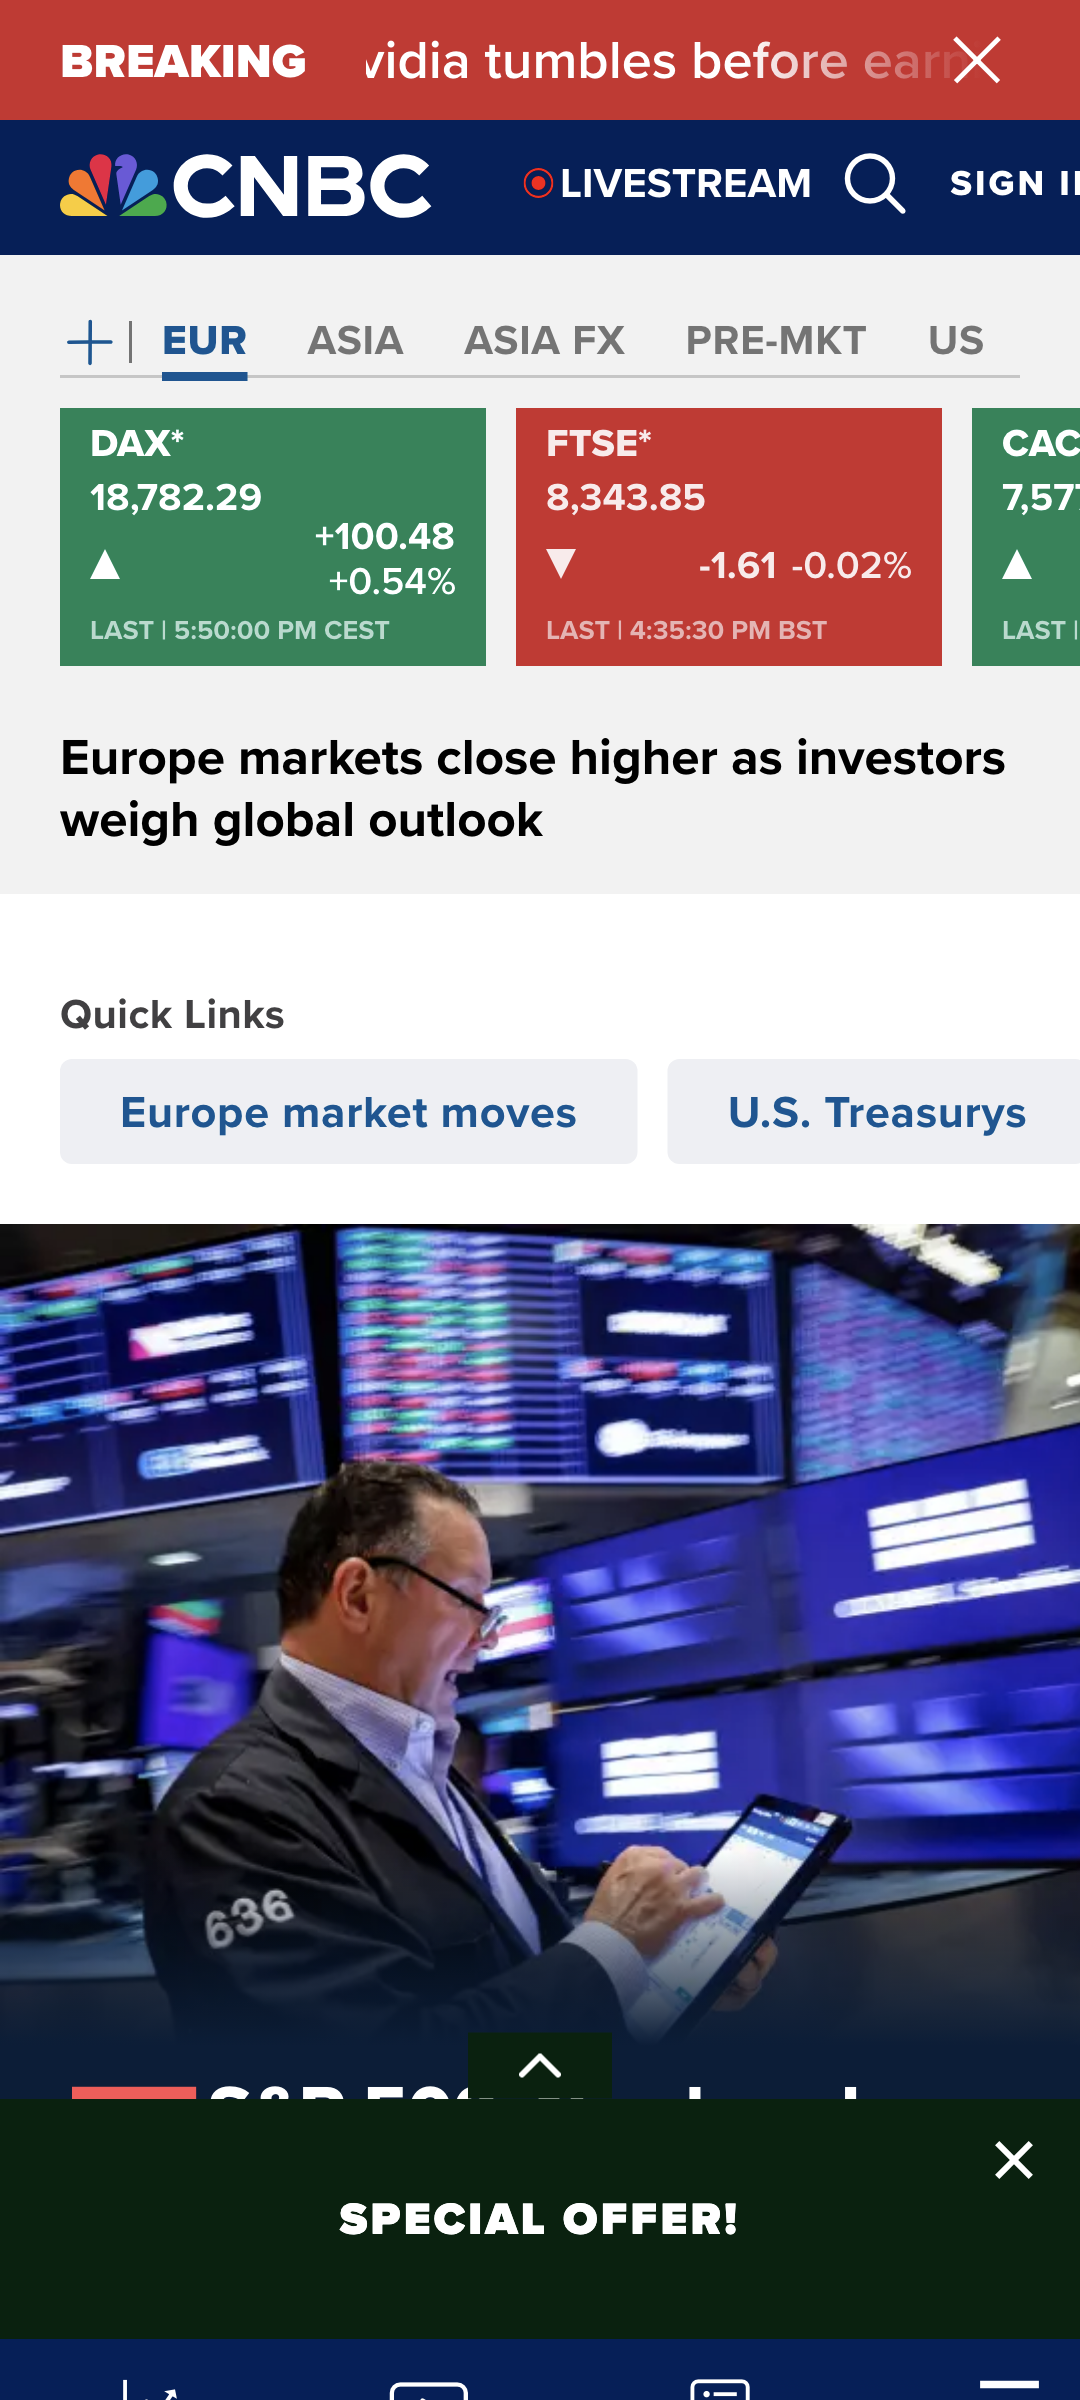 BREAKING vidia tumbles before earn
CNBC LIVESTREAM SIGN I
EUR ASIA ASIA FX PRE-MKT US
DAX*
18,782.29
+100.48
+0.54%
LAST | 5:50:00 PM CEST
FTSE*
8,343.85
-1.61 -0.02%
LAST | 4:35:30 PM BST
CAC
7,577
LAST |
Europe markets close higher as investors
weigh global outlook
Quick Links
Europe market moves
U.S. Treasurys
636
S&P 500
SPECIAL OFFER!